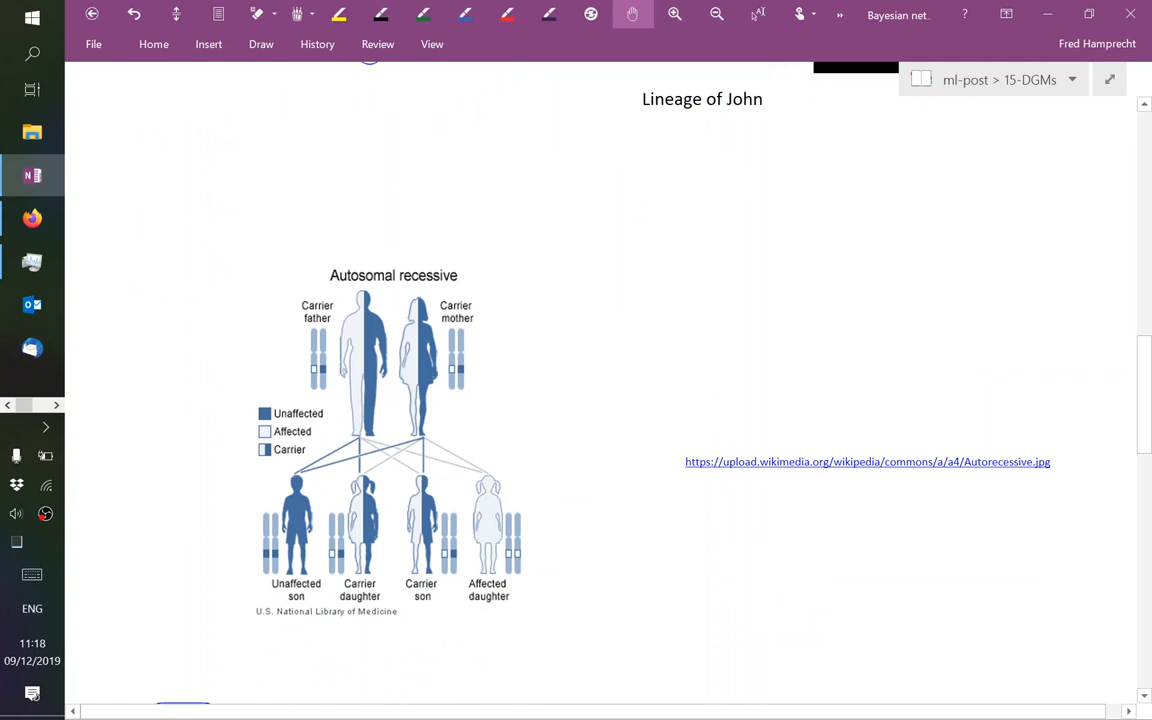 Bayesian net..
File
Home
Insert
Draw
History
Review
View
Fred Hamprecht
ml-post > 15-DGMs
Lineage of John
Autosomal recessive
Carrier
father
Carrier
mother
Unaffected
Affected
Carrier
https://upload.wikimedia.org/wikipedia/commons/a/a4/Autorecessive.jpg
Unaffected
son
Carrier
daughter
Carrier
son
Affected
daughter
U.S. National Library of Medicine
ENG
11:18
09/12/2019